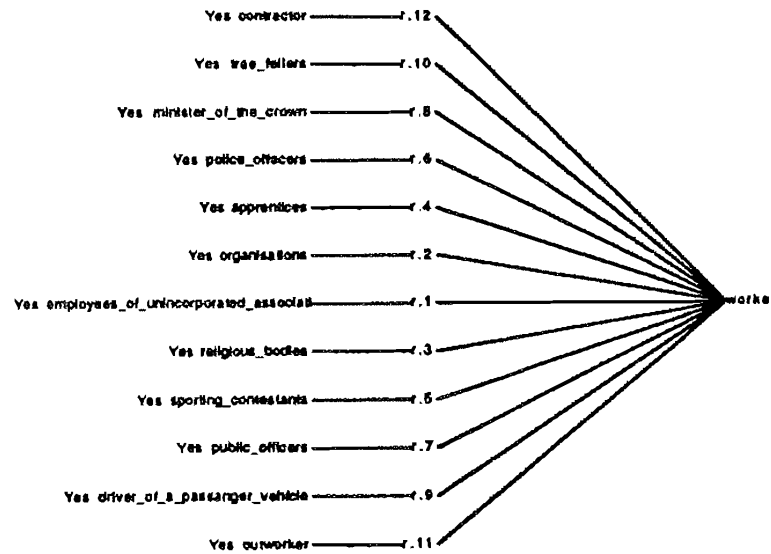 Yes contractor r.12
Yes tree_fellers r.10
Yes minister_of_the_crown r.8
Yes police_officers r.6
Yes apprentices r.4
Yes organisations r.2
Yes employees_of_unincorporated_associati r.1 worke
Yes religious_bodies r.3
Yes sporting_contestants r.5
Yes public_officers r.7
Yes driver_of_a_passanger_vehicle r.9
Yes outworker r.11